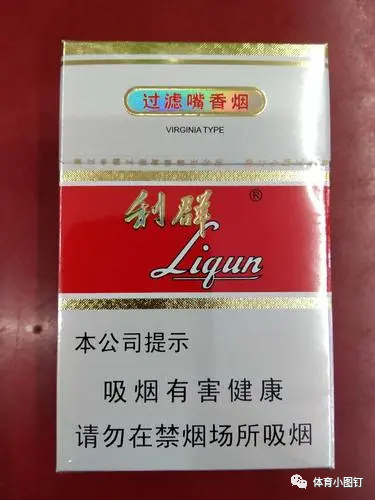 过滤嘴香烟
VIRGINIA TYPE
利群®
Liqun
本公司提示
吸烟有害健康
请勿在禁烟场所吸烟
体育小图钉